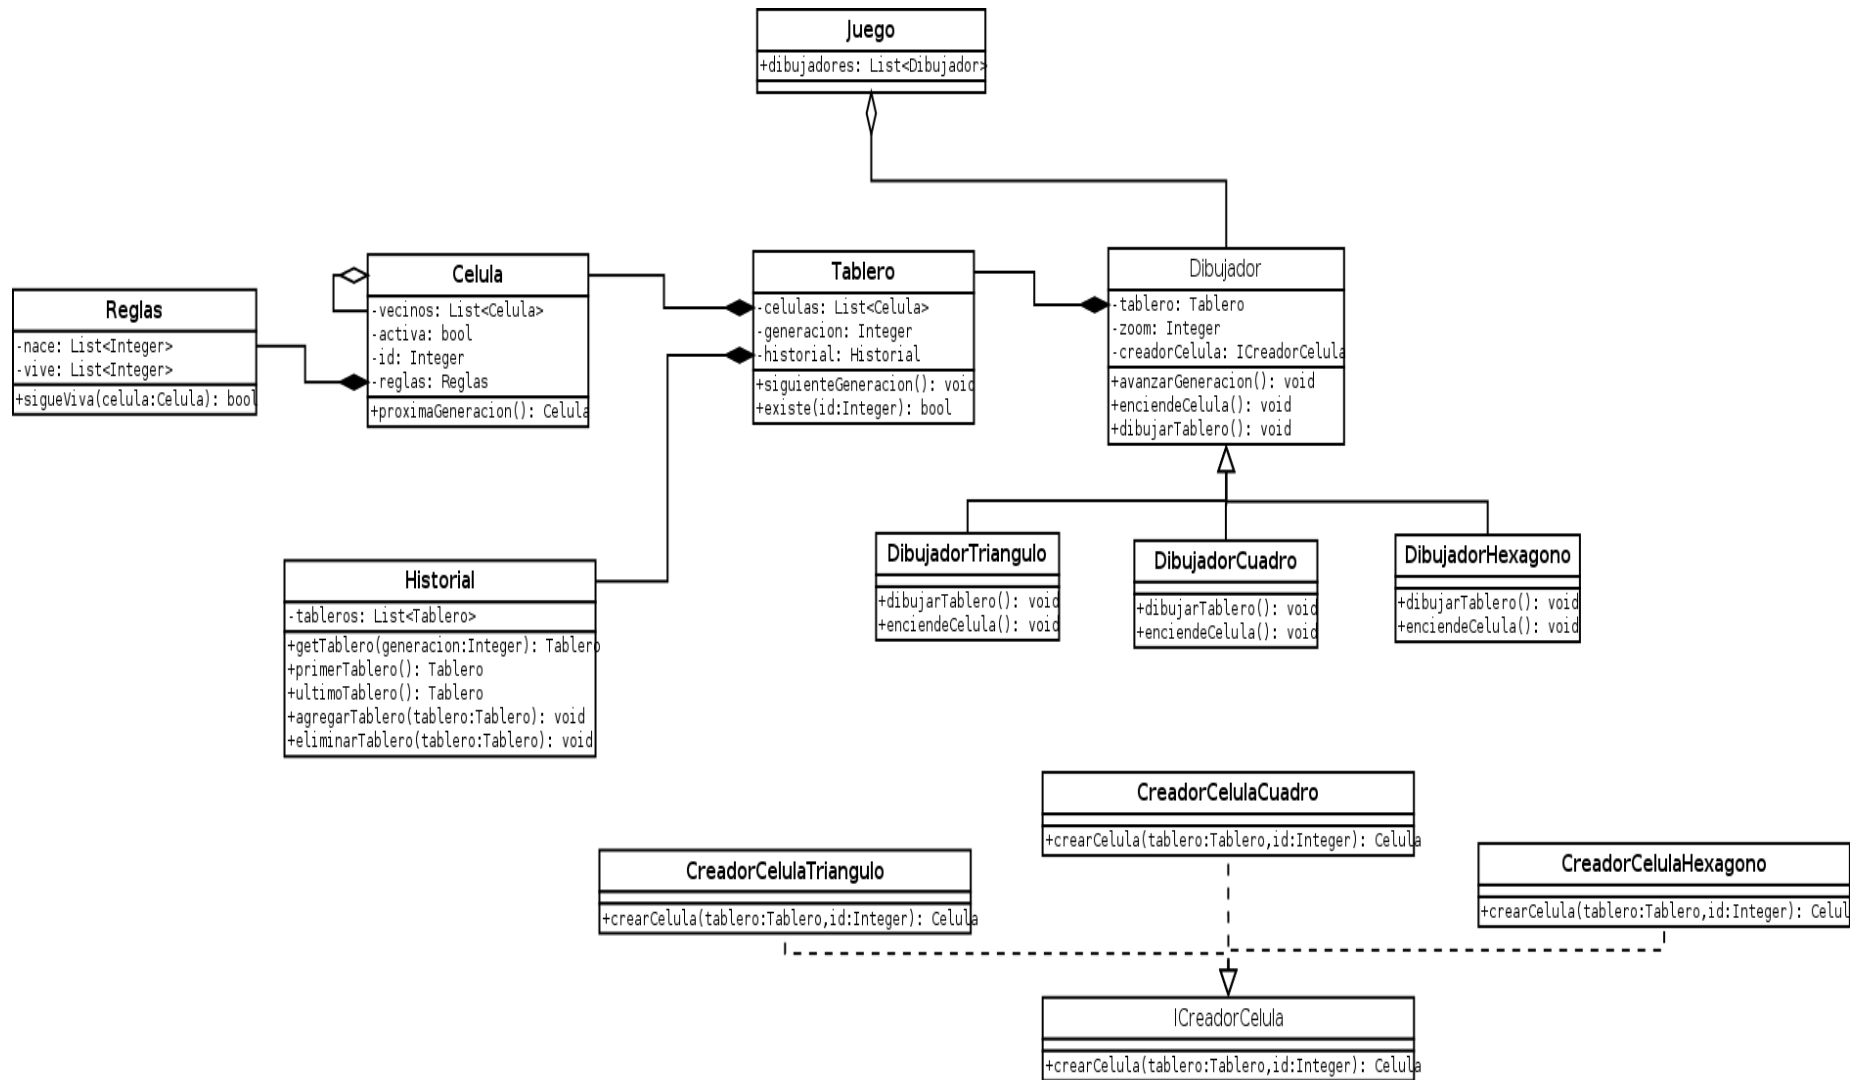 Juego
+dibujadores: List<Dibujador>
Reglas
-nace: List<Integer>
-vive: List<Integer>
+sigueViva(celula:Celula): bool
Celula
-vecinos: List<Celula>
-activa: bool
-id: Integer
-reglas: Reglas
+proximaGeneracion(): Celula
Tablero
-celulas: List<Celula>
-generacion: Integer
-historial: Historial
+siguienteGeneracion(): void
+existe(id:Integer): bool
Dibujador
-tablero: Tablero
-zoom: Integer
-creadorCelula: ICreadorCelula
+avanzarGeneracion(): void
+enciendeCelula(): void
+dibujarTablero(): void
DibujadorTriangulo
+dibujarTablero(): void
+enciendeCelula(): void
DibujadorCuadro
+dibujarTablero(): void
+enciendeCelula(): void
DibujadorHexagono
+dibujarTablero(): void
+enciendeCelula(): void
Historial
-tableros: List<Tablero>
+getTablero(generacion:Integer): Tablero
+primerTablero(): Tablero
+ultimoTablero(): Tablero
+agregarTablero(tablero:Tablero): void
+eliminarTablero(tablero:Tablero): void
CreadorCelulaCuadro
+crearCelula(tablero:Tablero,id:Integer): Celula
CreadorCelulaTriangulo
+crearCelula(tablero:Tablero,id:Integer): Celula
CreadorCelulaHexagono
+crearCelula(tablero:Tablero,id:Integer): Celul
ICreadorCelula
+crearCelula(tablero:Tablero,id:Integer): Celula